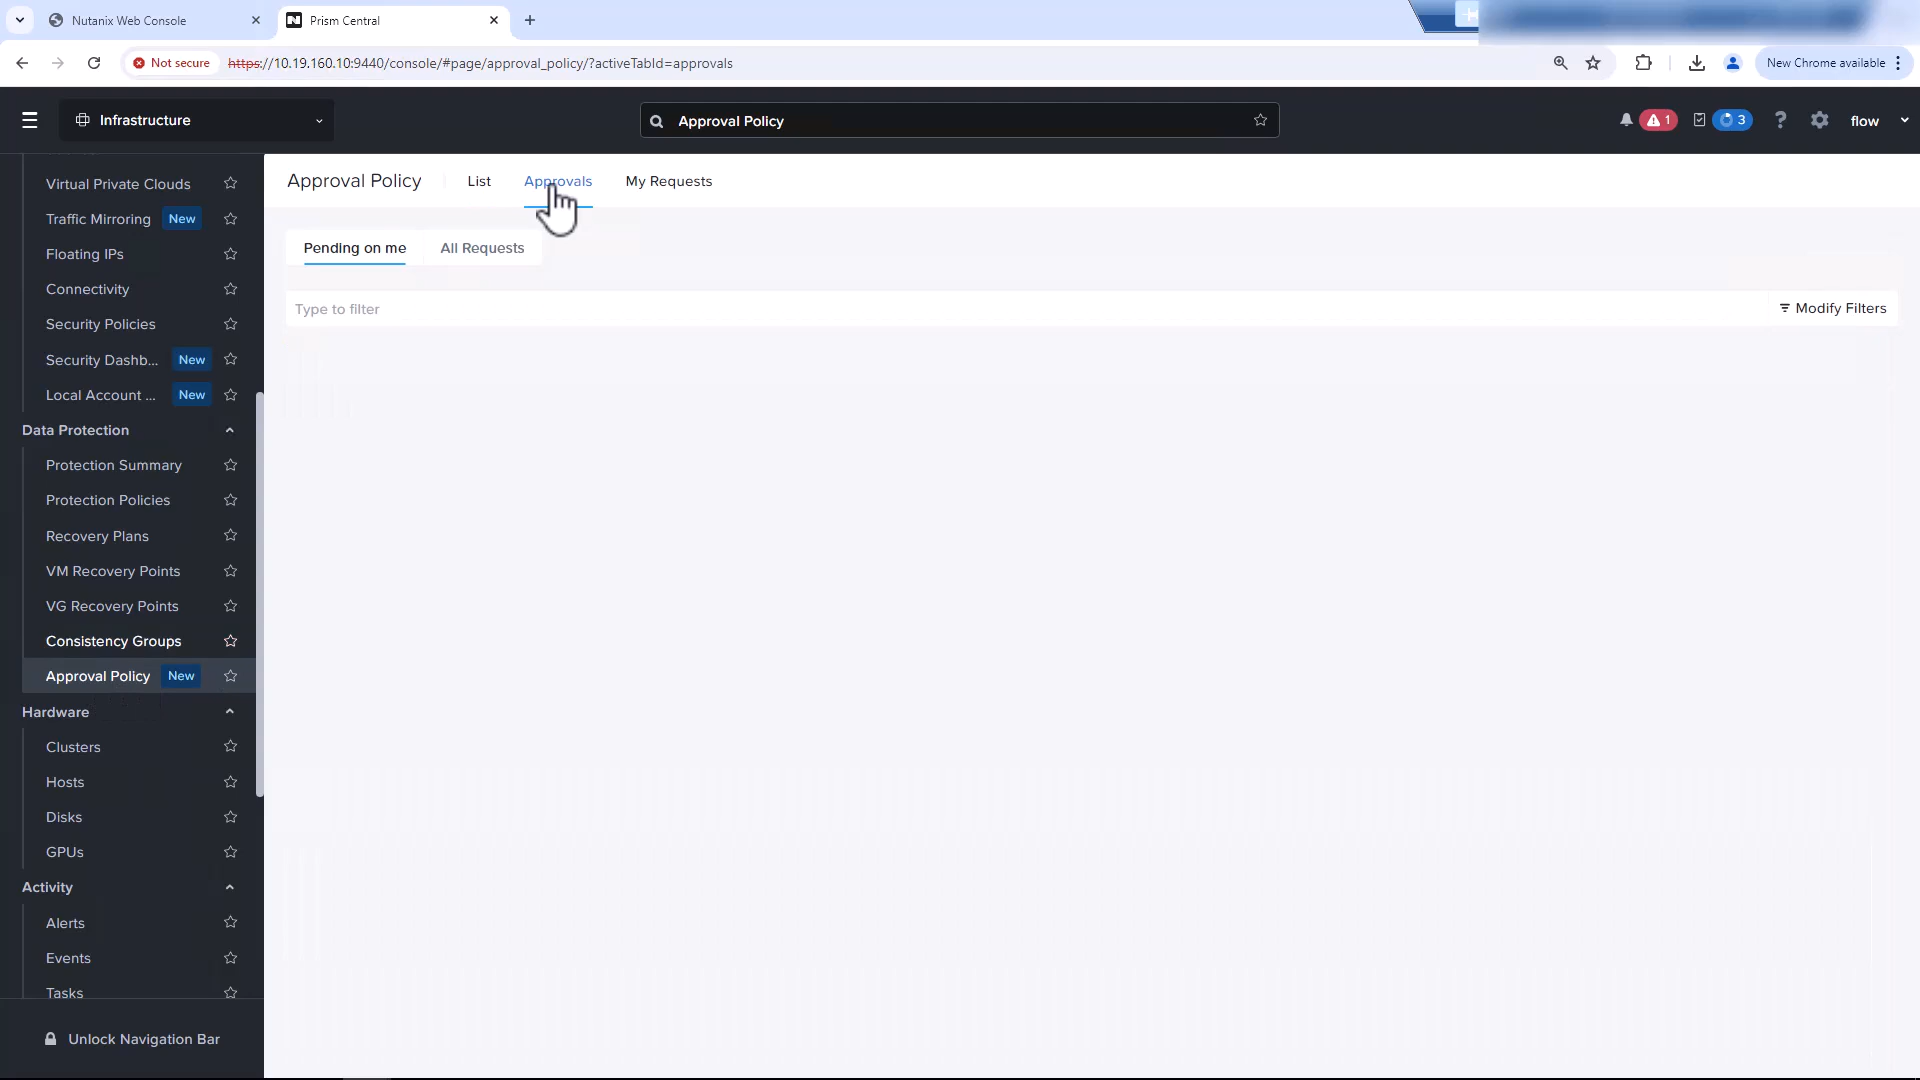 Nutanix Web Console
Prism Central
Not secure
https://10.19.160.10:9440/console/#page/approval_policy/?activeTabId=approvals
New Chrome available
Infrastructure
Approval Policy
1
3
flow
Virtual Private Clouds
Traffic Mirroring New
Floating IPs
Connectivity
Security Policies
Security Dashb... New
Local Account ... New
Data Protection
Protection Summary
Protection Policies
Recovery Plans
VM Recovery Points
VG Recovery Points
Consistency Groups
Approval Policy New
Hardware
Clusters
Hosts
Disks
GPUs
Activity
Alerts
Events
Tasks
Unlock Navigation Bar
Approval Policy
List
Approvals
My Requests
Pending on me
All Requests
Type to filter
Modify Filters